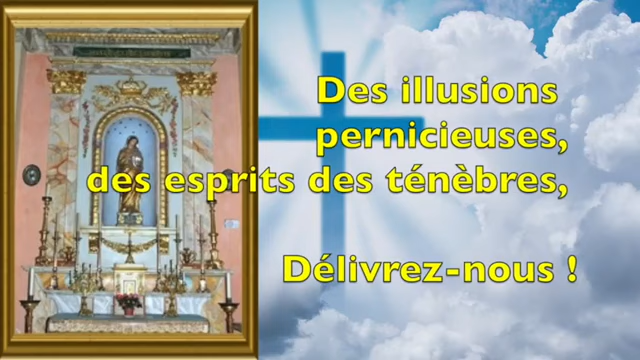 Des illusions
pernicieuses,
des esprits des ténèbres,
Délivrez-nous !